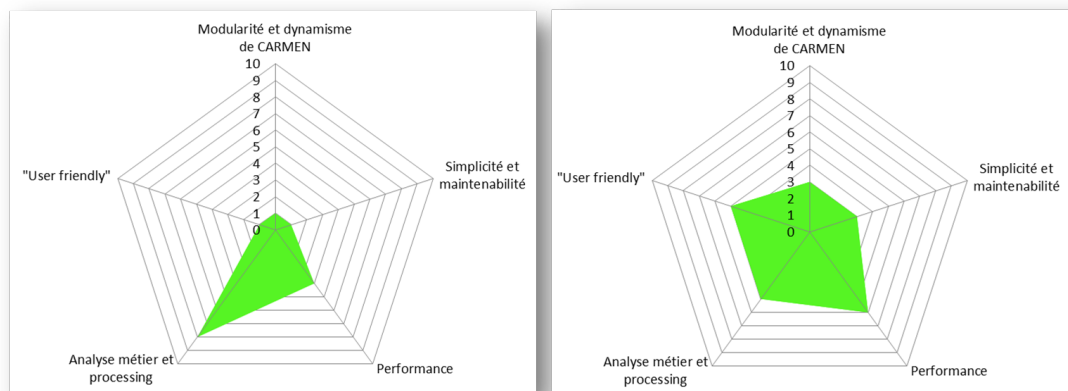 Modularité et dynamisme
de CARMEN
10
9
8
7
6
5
4
3
2
1
0
"User friendly"
Simplicité et
maintenabilité
Analyse métier et
processing
Performance
Modularité et dynamisme
de CARMEN
10
9
8
7
6
5
4
3
2
1
0
"User friendly"
Simplicité et
maintenabilité
Analyse métier et
processing
Performance